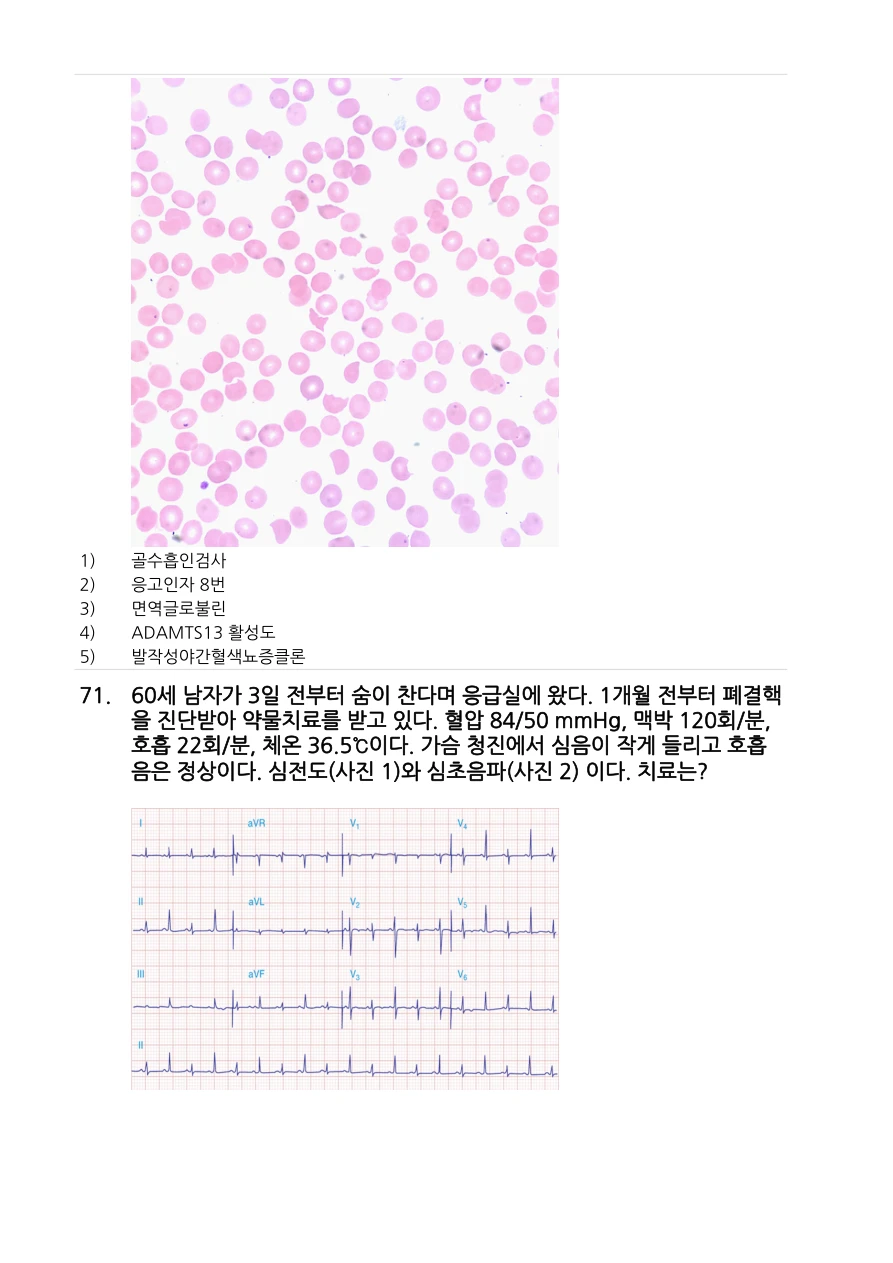 1) 골수흡인검사
2) 응고인자 8번
3) 면역글로불린
4) ADAMTS13 활성도
5) 발작성야간혈색뇨증클론
71. 60세 남자가 3일 전부터 숨이 찬다며 응급실에 왔다. 1개월 전부터 폐결핵
을 진단받아 약물치료를 받고 있다. 혈압 84/50 mmHg, 맥박 120회/분,
호흡 22회/분, 체온 36.5℃이다. 가슴 청진에서 심음이 작게 들리고 호흡
음은 정상이다. 심전도(사진 1)와 심초음파(사진 2) 이다. 치료는?
I aVR V1 V4
II aVL V2 V5
III aVF V3 V6
II